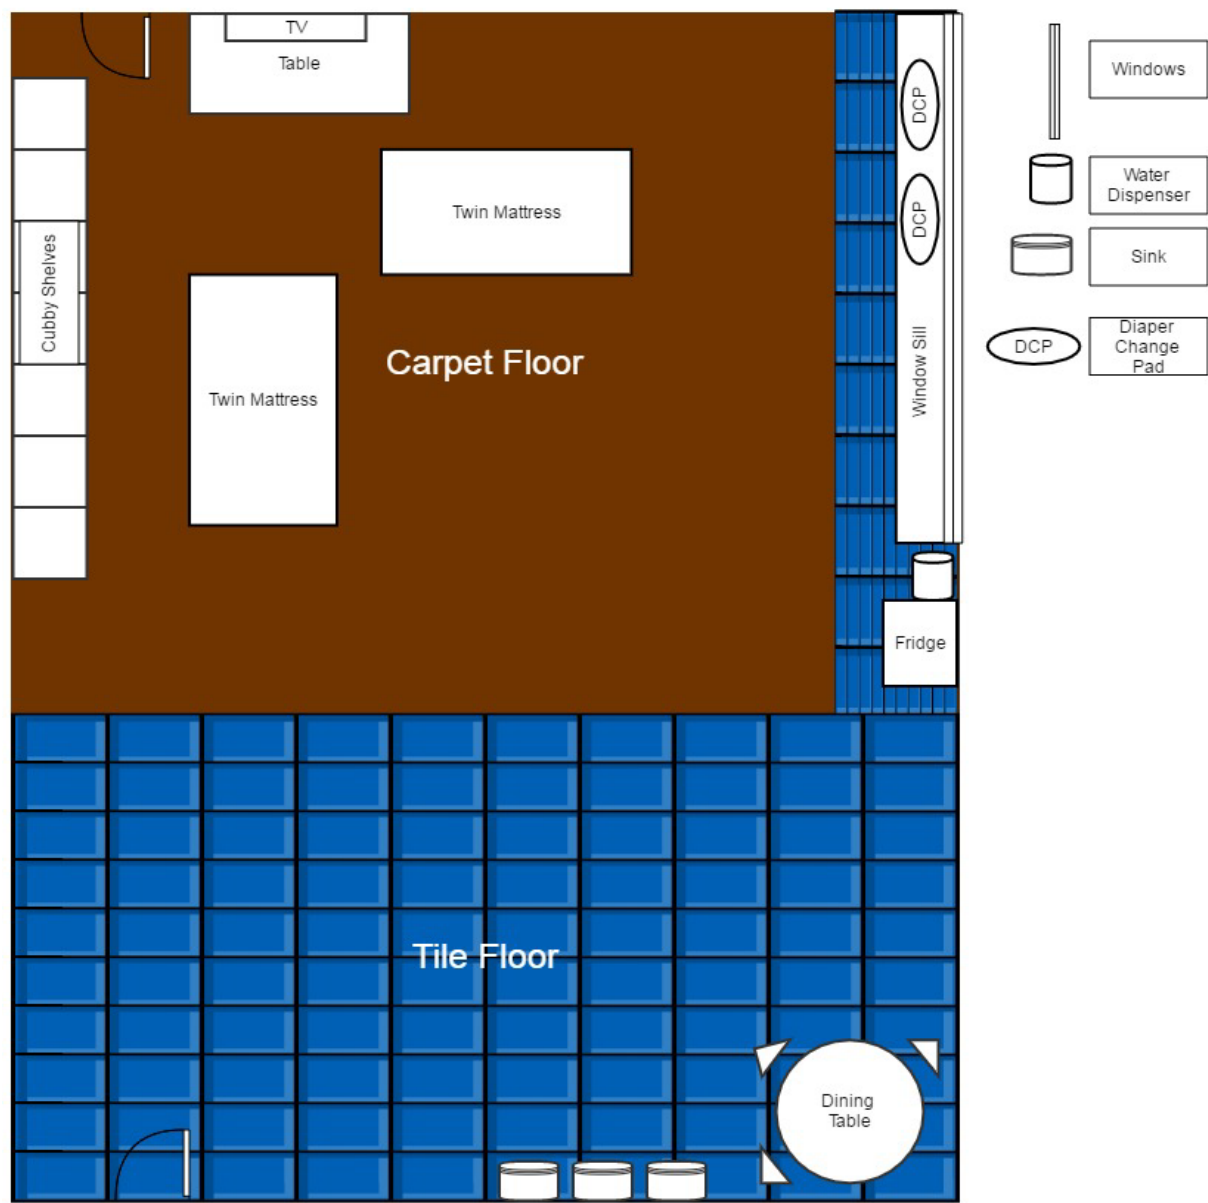 TV
Table
DCP
Windows
Water
Dispenser
Twin Mattress
DCP
Sink
Cubby Shelves
Diaper
Change
Pad
DCP
Carpet Floor
Window Sill
Twin Mattress
Fridge
Tile Floor
Dining
Table